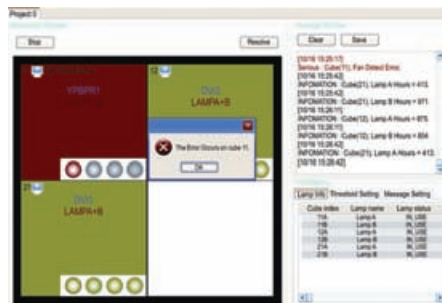 Project 0
Stop
Resolve
Clear
Save
[10/16 15:25:17]
Serious : Cube(11), Fan Detect Error.
[10/16 15:25:42]
INFOMATION: Cube(21), Lamp A Hours = 413.
[10/16 15:25:42]
INFOMATION: Cube(21), Lamp B Hours = 971
[10/16 15:26:11]
INFOMATION: Cube(12), Lamp A Hours = 875
[10/16 15:26:11]
INFOMATION: Cube(12), Lamp B Hours = 804
[10/16 15:26:42]
INFOMATION: Cube(21), Lamp A Hours = 413.
[10/16 15:26:42]
YPBPR1
12
DVI1
LAMPA+B
The Error Occurs on cube 11.
OK
21
DVI1
LAMPA+B
Lamp Info
Threshold Setting
Message Setting
Cube index Lamp name Lamp status
11A Lamp A IN_USE
11B Lamp B IN_USE
12A Lamp A IN_USE
12B Lamp B IN_USE
21A Lamp A IN_USE
21B Lamp B IN_USE